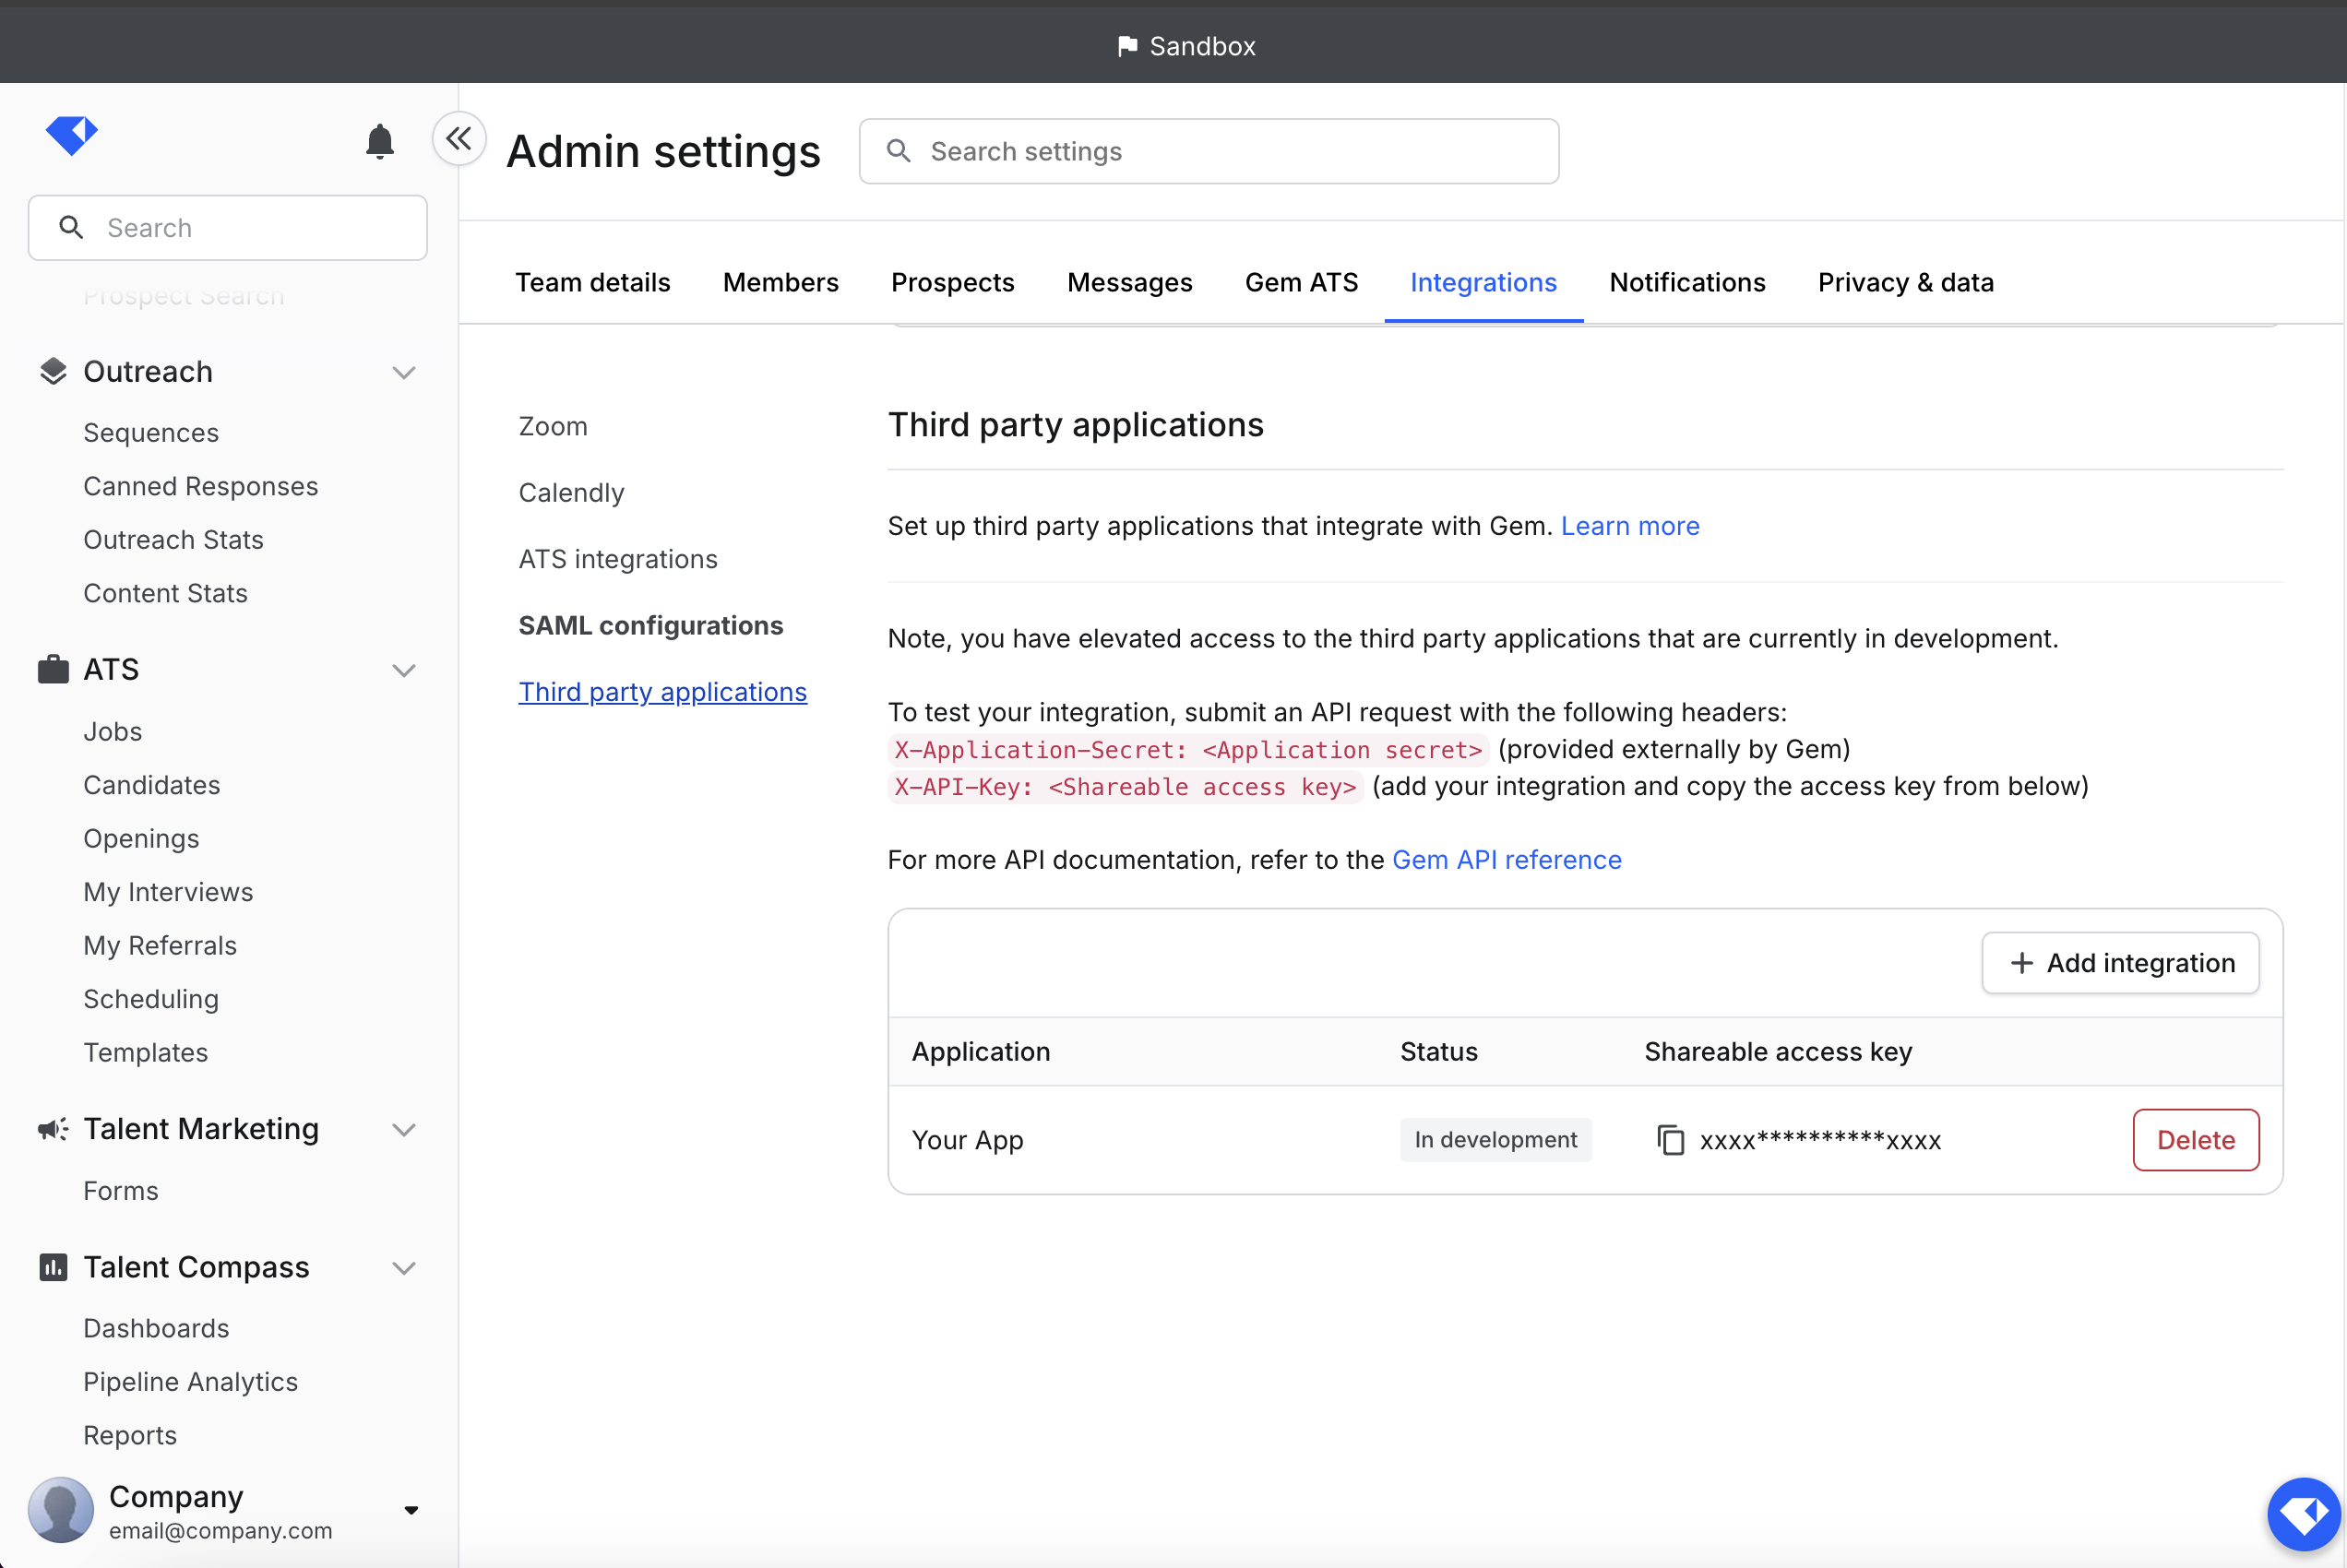 Sandbox
Admin settings
Search settings
Search
Prospect Search
Outreach
Sequences
Canned Responses
Outreach Stats
Content Stats
ATS
Jobs
Candidates
Openings
My Interviews
My Referrals
Scheduling
Templates
Talent Marketing
Forms
Talent Compass
Dashboards
Pipeline Analytics
Reports
Company
email@company.com
Team details
Members
Prospects
Messages
Gem ATS
Integrations
Notifications
Privacy & data
Zoom
Calendly
ATS integrations
SAML configurations
Third party applications
Third party applications
Set up third party applications that integrate with Gem. Learn more
Note, you have elevated access to the third party applications that are currently in development.
To test your integration, submit an API request with the following headers:
X-Application-Secret: <Application secret> (provided externally by Gem)
X-API-Key: <Shareable access key> (add your integration and copy the access key from below)
For more API documentation, refer to the Gem API reference
Add integration
Application Status Shareable access key
Your App In development xxxx**********xxxx Delete